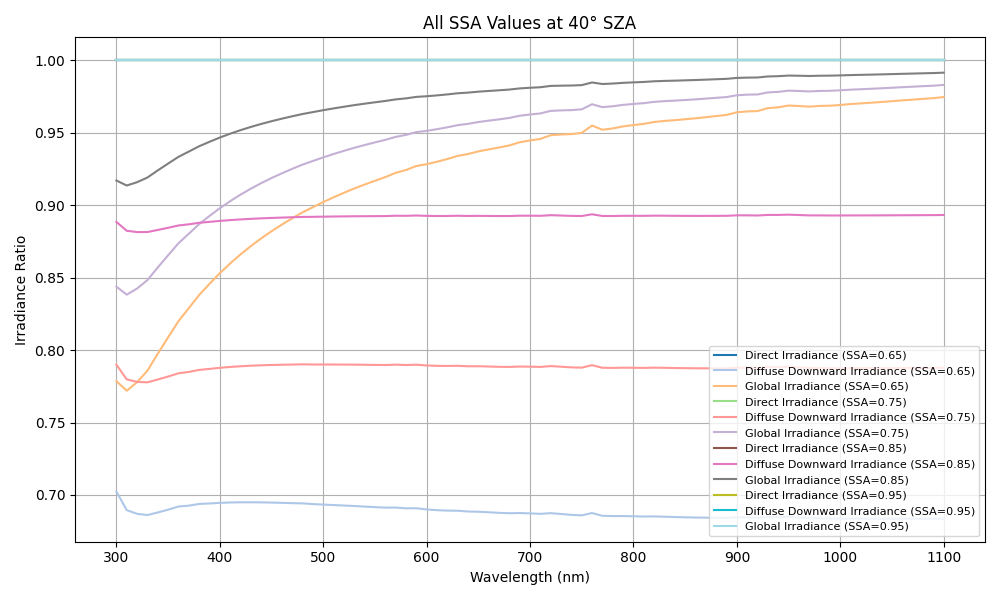 All SSA Values at 40° SZA
Irradiance Ratio
1.00
0.95
0.90
0.85
0.80
0.75
0.70
Direct Irradiance (SSA=0.65)
Diffuse Downward Irradiance (SSA=0.65)
Global Irradiance (SSA=0.65)
Direct Irradiance (SSA=0.75)
Diffuse Downward Irradiance (SSA=0.75)
Global Irradiance (SSA=0.75)
Direct Irradiance (SSA=0.85)
Diffuse Downward Irradiance (SSA=0.85)
Global Irradiance (SSA=0.85)
Direct Irradiance (SSA=0.95)
Diffuse Downward Irradiance (SSA=0.95)
Global Irradiance (SSA=0.95)
300 400 500 600 700 800 900 1000 1100
Wavelength (nm)